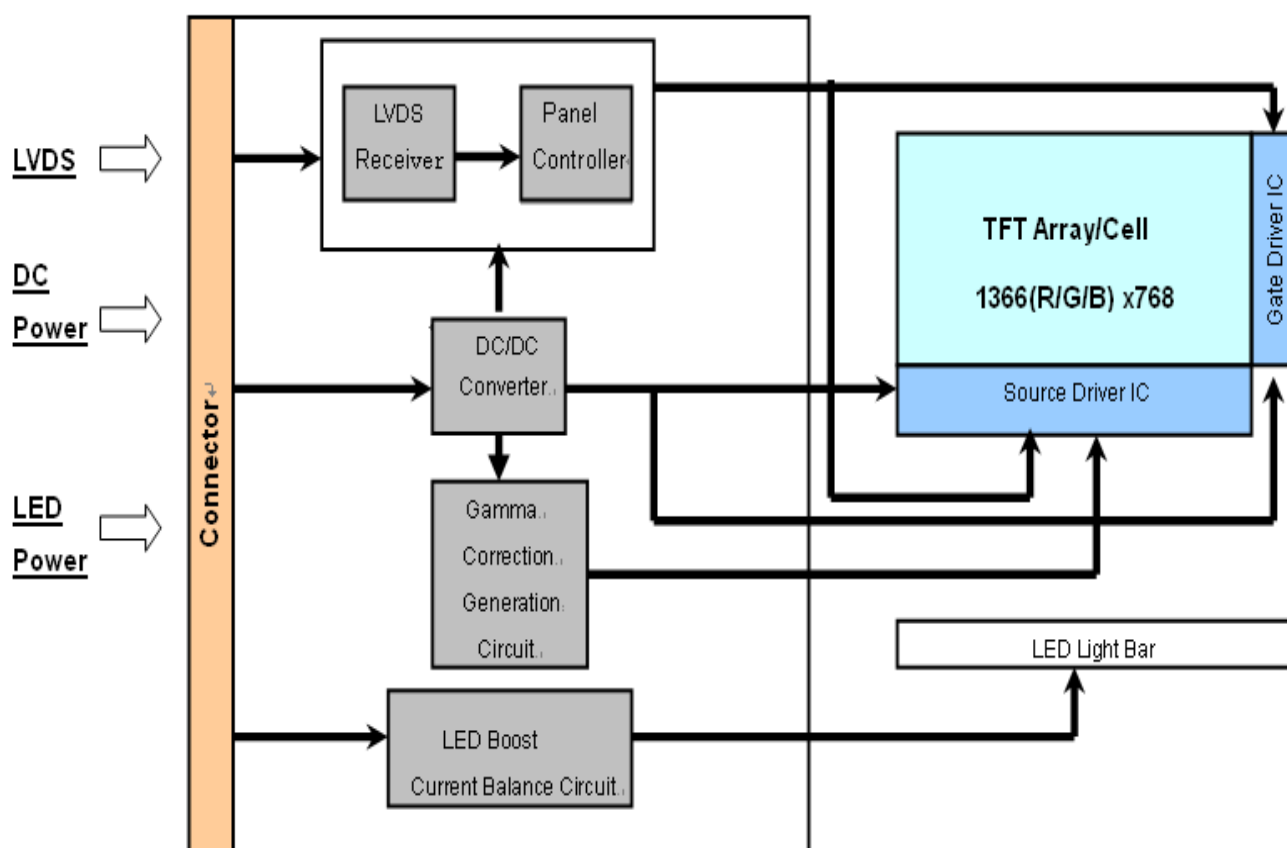 LVDS
DC
Power
LED
Power
Connector
LVDS
Receiver
Panel
Controller
DC/DC
Converter
Gamma
Correction
Generation
Circuit
LED Boost
Current Balance Circuit
TFT Array/Cell
1366(R/G/B) x768
Gate Driver IC
Source Driver IC
LED Light Bar